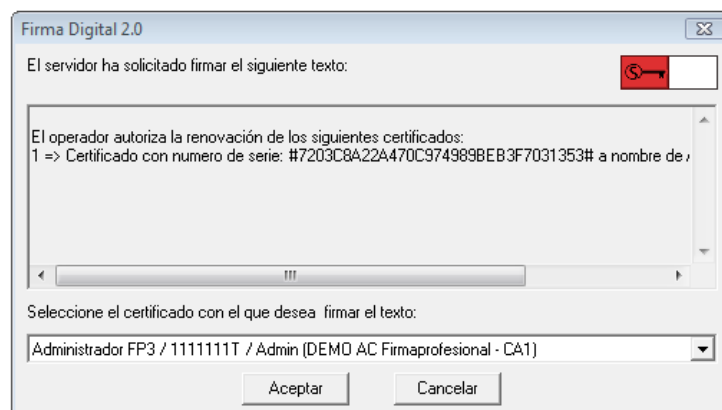 Firma Digital 2.0
El servidor ha solicitado firmar el siguiente texto:
El operador autoriza la renovación de los siguientes certificados:
1 => Certificado con numero de serie: #7203C8A22A470C974989BEB3F7031353# a nombre de
Seleccione el certificado con el que desea firmar el texto:
Administrador FP3 / 1111111T / Admin (DEMO AC Firmaprofesional - CA1)
Aceptar
Cancelar